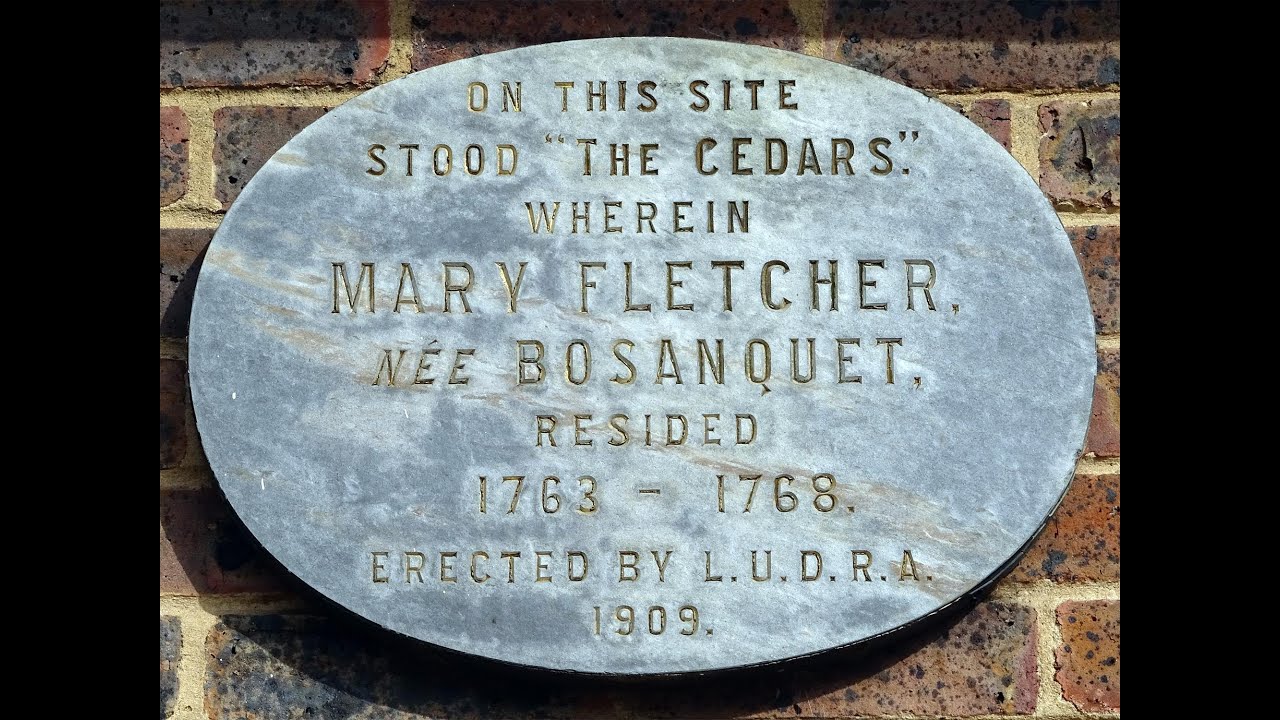 ON THIS SITE
STOOD "THE CEDARS."
WHEREIN
MARY FLETCHER,
NÉE BOSANQUET,
RESIDED
1763 - 1768.
ERECTED BY L.U.D.R.A.
1909.